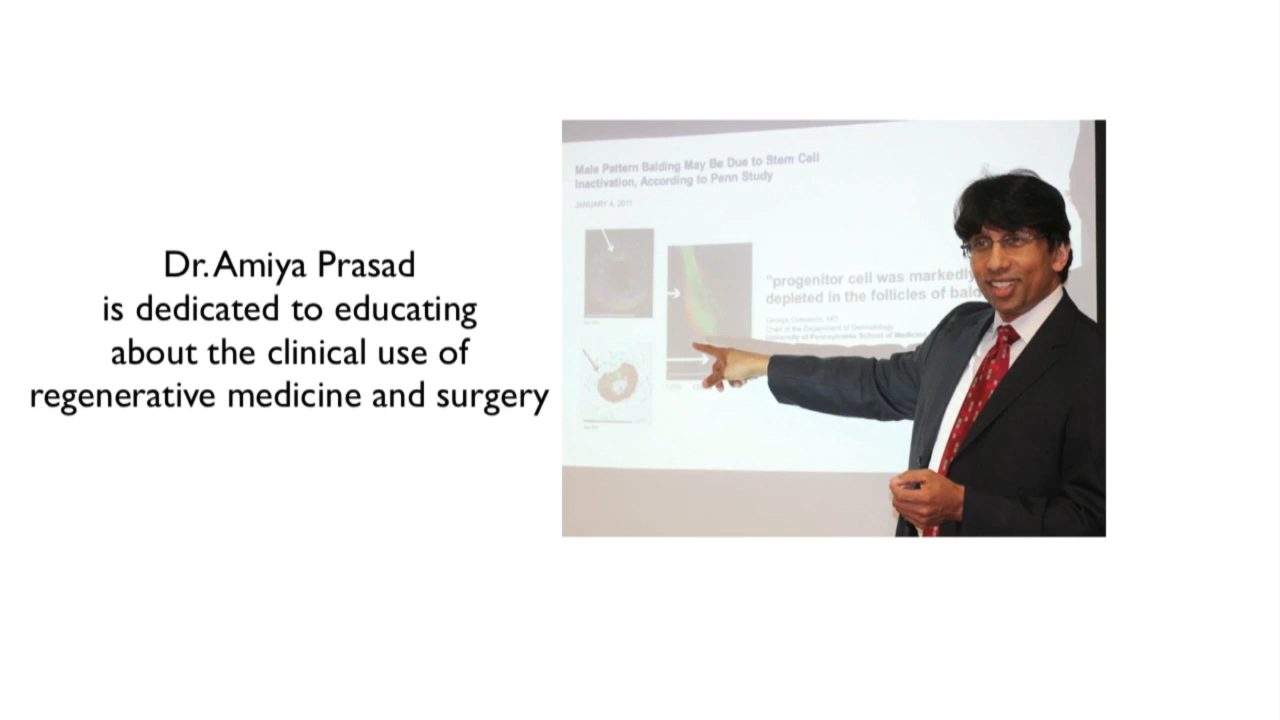 Dr. Amiya Prasad
is dedicated to educating
about the clinical use of
regenerative medicine and surgery
Male Pattern Balding May Be Due to Stem Cell
Inactivation, According to Penn Study
JANUARY 4, 2011
"progenitor cell was markedly
depleted in the follicles of bald
George Cotsarelis, MD
Chair of the Department of Dermatology
University of Pennsylvania School of Medicine